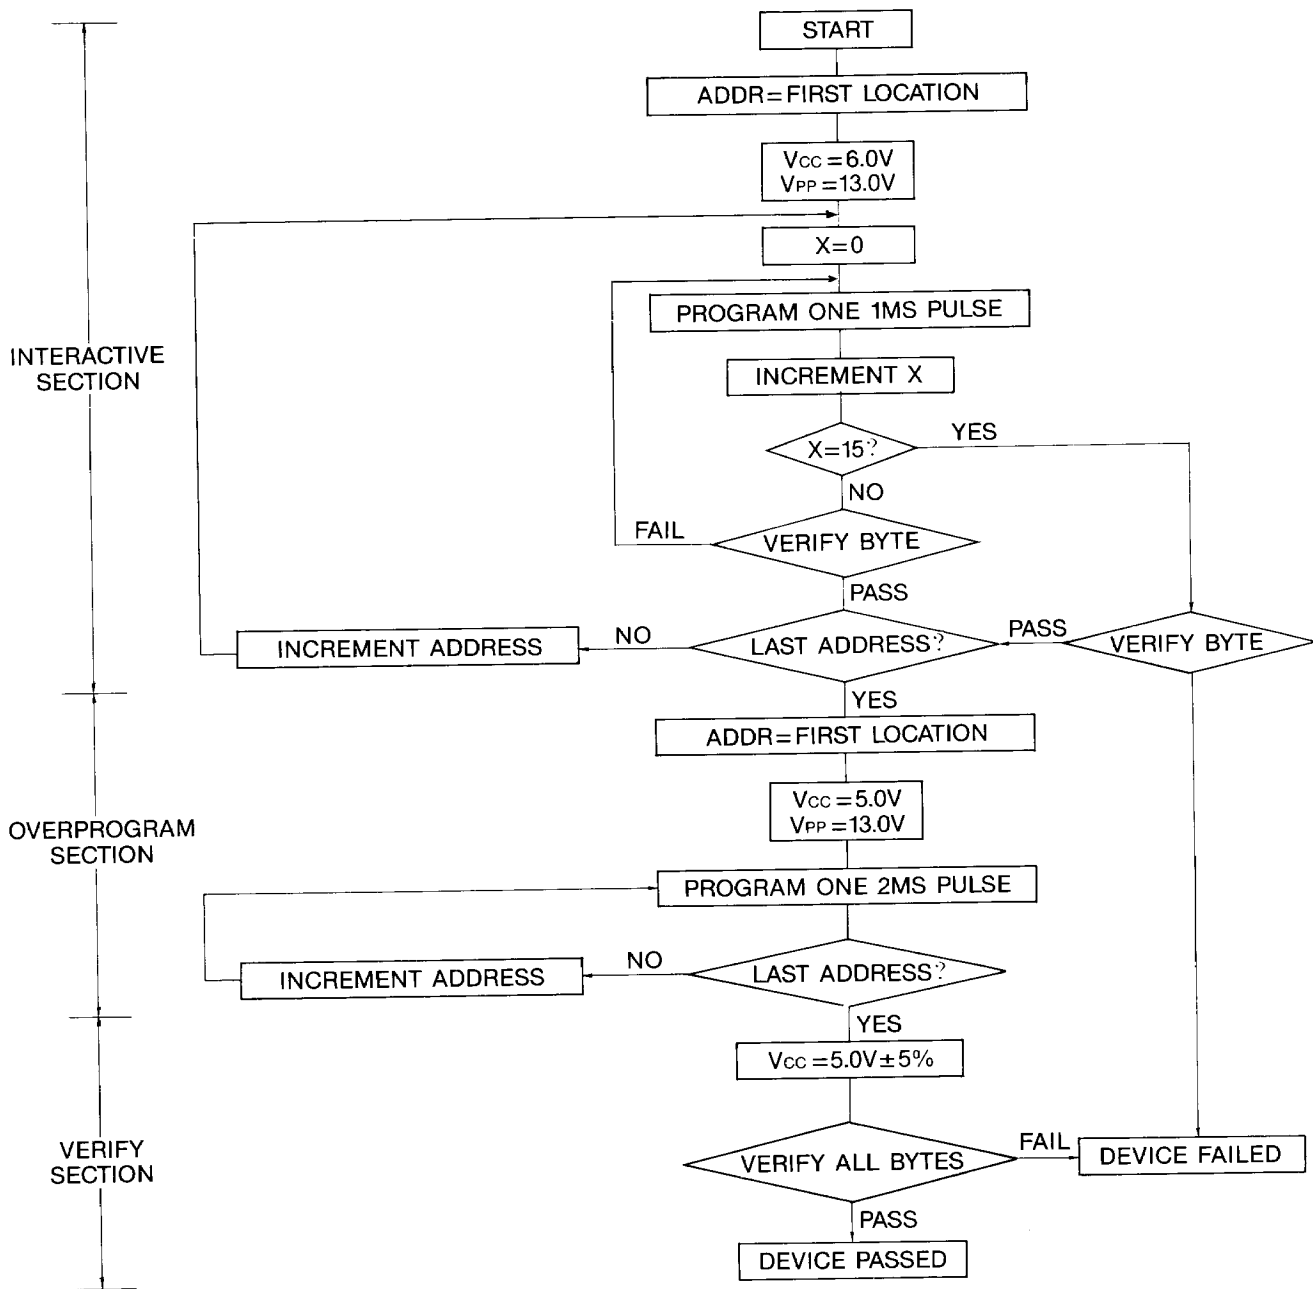 START
ADDR=FIRST LOCATION
VCC=6.0V
VPP=13.0V
X=0
PROGRAM ONE 1MS PULSE
INTERACTIVE
SECTION
INCREMENT X
X=15?
YES
NO
FAIL
VERIFY BYTE
PASS
INCREMENT ADDRESS
NO
LAST ADDRESS?
PASS
VERIFY BYTE
YES
ADDR=FIRST LOCATION
VCC=5.0V
VPP=13.0V
OVERPROGRAM
SECTION
PROGRAM ONE 2MS PULSE
INCREMENT ADDRESS
NO
LAST ADDRESS?
YES
VCC=5.0V±5%
VERIFY
SECTION
VERIFY ALL BYTES
FAIL
DEVICE FAILED
PASS
DEVICE PASSED